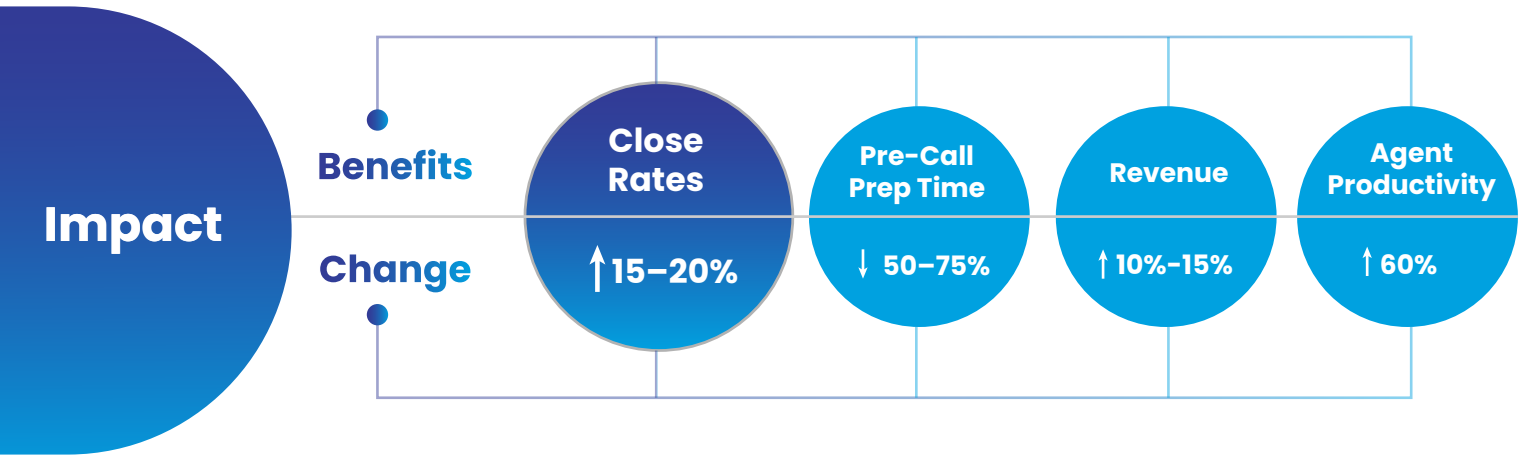 Impact
Benefits
Change
Close
Rates
↑ 15–20%
Pre-Call
Prep Time
↓ 50–75%
Revenue
↑ 10%-15%
Agent
Productivity
↑ 60%